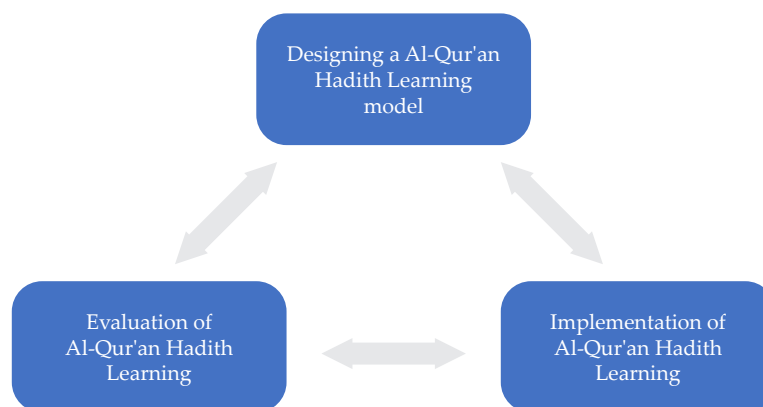 Designing a Al-Qur'an
Hadith Learning
model
Evaluation of
Al-Qur'an Hadith
Learning
Implementation of
Al-Qur'an Hadith
Learning